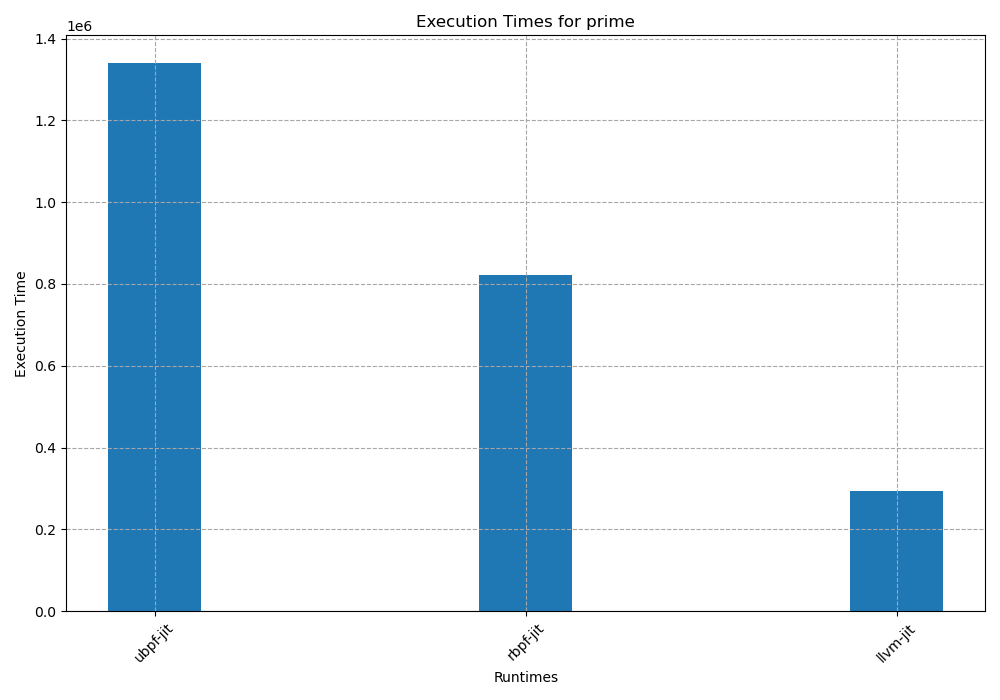 Execution Times for prime
1e6
1.4
1.2
1.0
0.8
0.6
0.4
0.2
0.0
Execution Time
ubpf-jit
rbpf-jit
llvm-jit
Runtimes